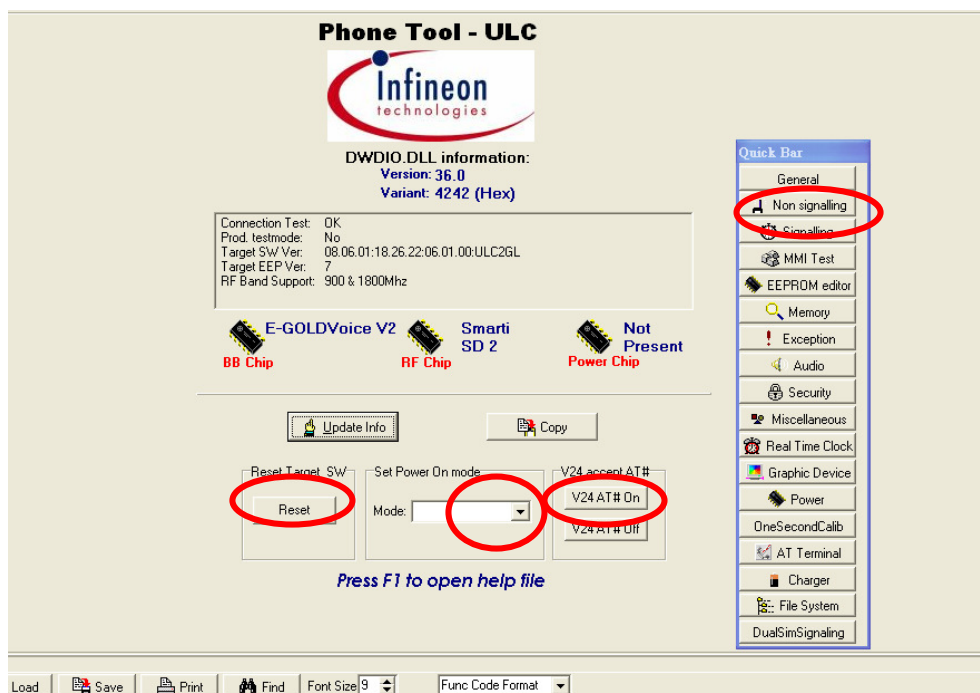 Phone Tool - ULC
Infineon
technologies
DWDIO.DLL information:
Version: 36.0
Variant: 4242 (Hex)
Connection Test: OK
Prod. testmode: No
Target SW Ver: 08.06.01:18.26.22:06.01.00:ULC2GL
Target EEP Ver: 7
RF Band Support: 900 & 1800Mhz
E-GOLDVoice V2
BB Chip
Smarti
SD 2
RF Chip
Not
Present
Power Chip
Update Info
Copy
Reset Target SW
Reset
Set Power On mode
Mode:
V24 accept AT#
V24 AT# On
V24 AT# Off
Press F1 to open help file
Quick Bar
General
Non signalling
Signalling
MMI Test
EEPROM editor
Memory
Exception
Audio
Security
Miscellaneous
Real Time Clock
Graphic Device
Power
OneSecondCalib
AT Terminal
Charger
File System
DualSimSignaling
Load
Save
Print
Find
Font Size 9
Func Code Format